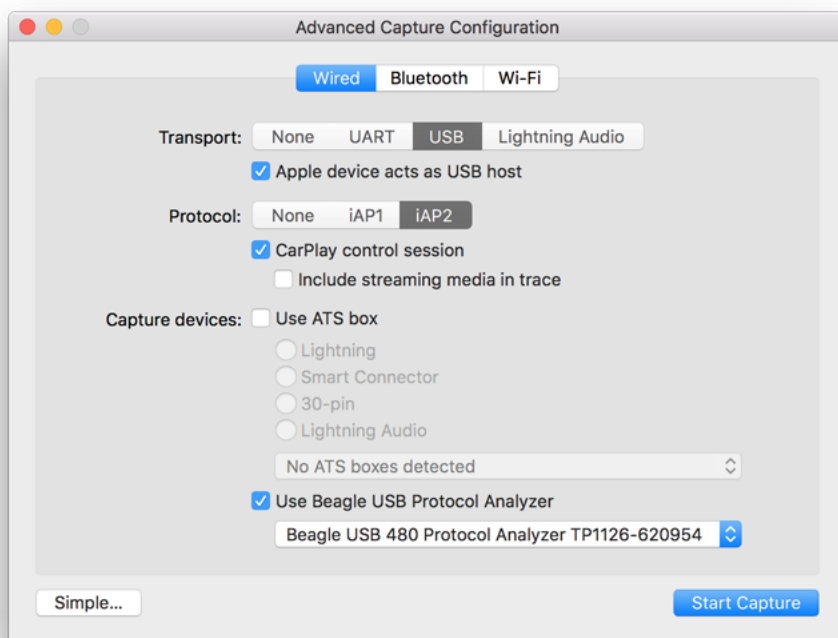 Advanced Capture Configuration
Wired Bluetooth Wi-Fi
Transport: None UART USB Lightning Audio
Apple device acts as USB host
Protocol: None iAP1 iAP2
CarPlay control session
Include streaming media in trace
Capture devices: Use ATS box
Lightning
Smart Connector
30-pin
Lightning Audio
No ATS boxes detected
Use Beagle USB Protocol Analyzer
Beagle USB 480 Protocol Analyzer TP1126-620954
Simple... Start Capture